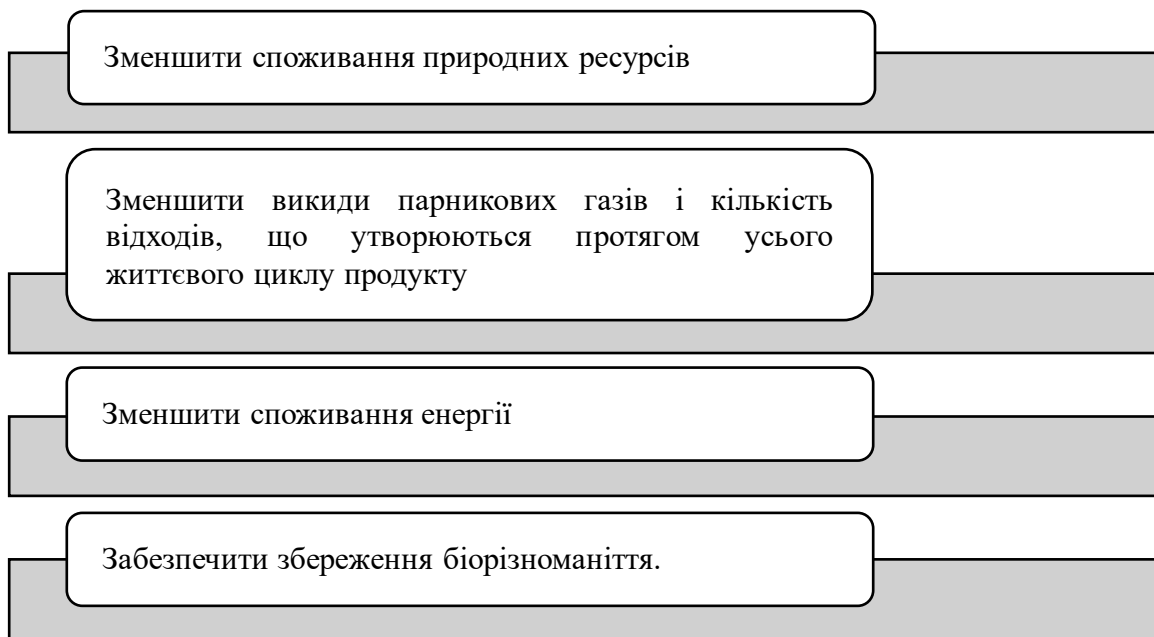 Зменшити споживання природних ресурсів
Зменшити викиди парникових газів і кількість
відходів, що утворюються протягом усього
життєвого циклу продукту
Зменшити споживання енергії
Забезпечити збереження біорізноманіття.